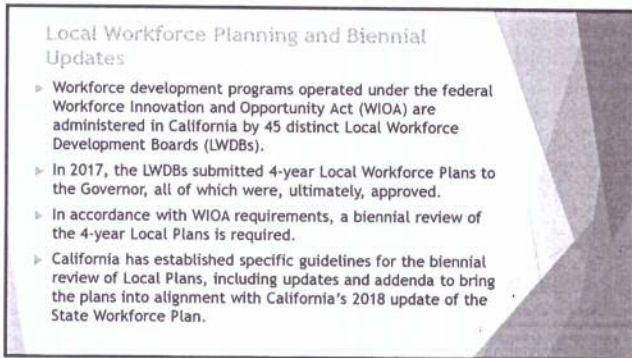 Local Workforce Planning and Biennial
Updates
Workforce development programs operated under the federal
Workforce Innovation and Opportunity Act (WIOA) are
administered in California by 45 distinct Local Workforce
Development Boards (LWDBs).
In 2017, the LWDBs submitted 4-year Local Workforce Plans to
the Governor, all of which were, ultimately, approved.
In accordance with WIOA requirements, a biennial review of
the 4-year Local Plans is required.
California has established specific guidelines for the biennial
review of Local Plans, including updates and addenda to bring
the plans into alignment with California's 2018 update of the
State Workforce Plan.